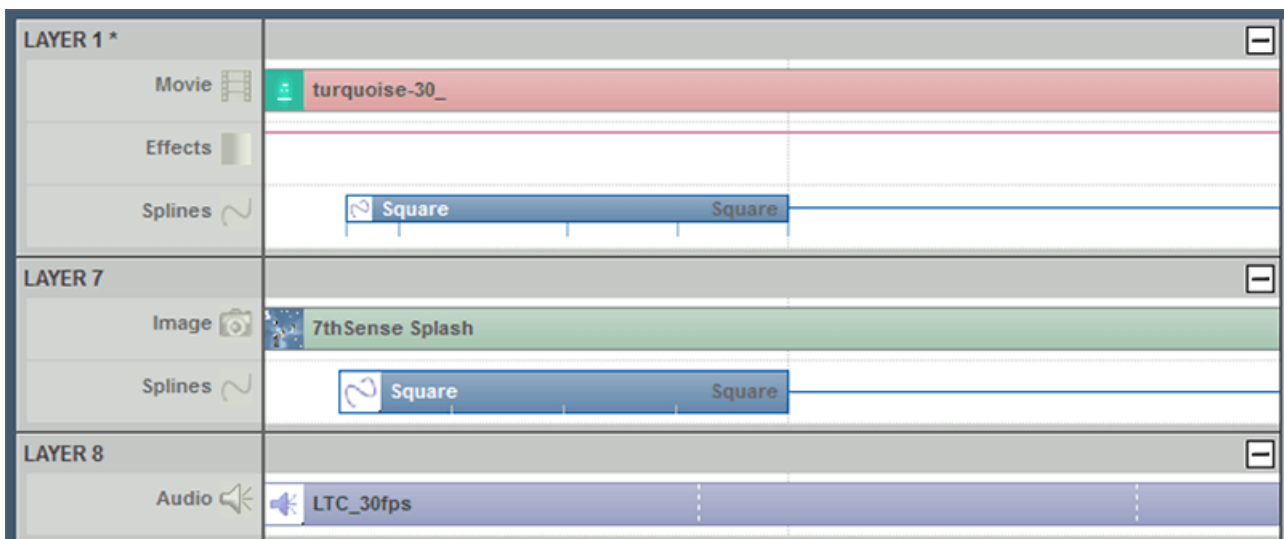 LAYER 1 *
Movie turquoise-30_
Effects
Splines Square Square
LAYER 7
Image 7thSense Splash
Splines Square Square
LAYER 8
Audio LTC_30fps